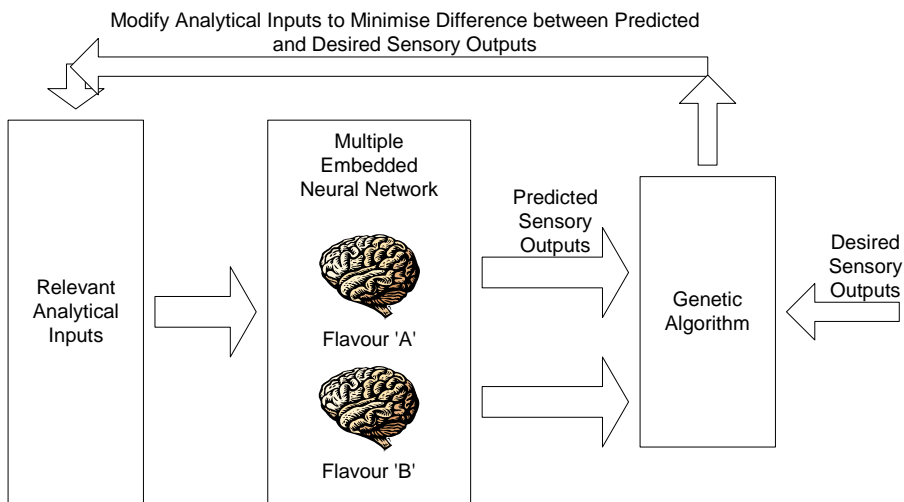 Modify Analytical Inputs to Minimise Difference between Predicted
and Desired Sensory Outputs
Relevant
Analytical
Inputs
Multiple
Embedded
Neural Network
Flavour 'A'
Flavour 'B'
Predicted
Sensory
Outputs
Genetic
Algorithm
Desired
Sensory
Outputs